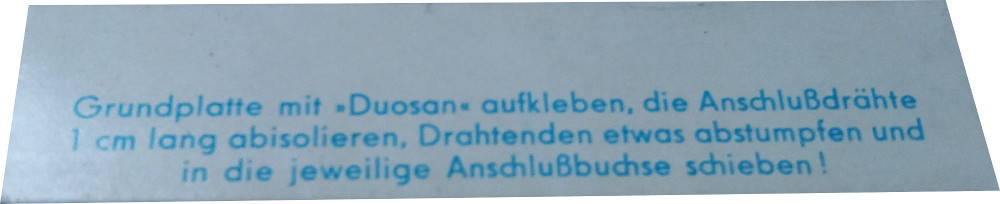 Grundplatte mit »Duosan« aufkleben, die Anschlußdrähte
1 cm lang abisolieren, Drahtenden etwas abstumpfen und
in die jeweilige Anschlußbuchse schieben!